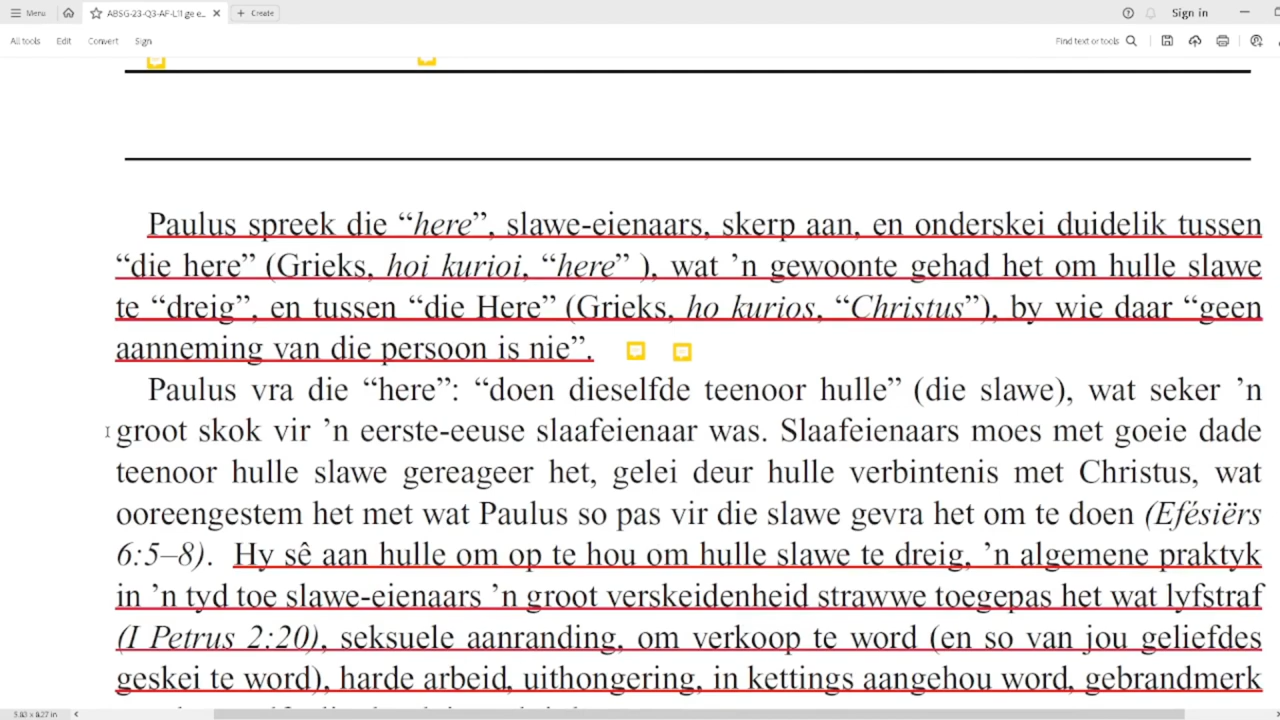 Menu
ABSG-23-Q3-AF-L11 ge e...
Create
Sign in
All tools Edit Convert Sign
Find text or tools
Paulus spreek die “here”, slawe-eienaars, skerp aan, en onderskei duidelik tussen
“die here” (Grieks, hoi kurioi, “here” ), wat ’n gewoonte gehad het om hulle slawe
te “dreig”, en tussen “die Here” (Grieks, ho kurios, “Christus”), by wie daar “geen
aanneming van die persoon is nie”.
Paulus vra die “here”: “doen dieselfde teenoor hulle” (die slawe), wat seker ’n
groot skok vir ’n eerste-eeuse slaafeienaar was. Slaafeienaars moes met goeie dade
teenoor hulle slawe gereageer het, gelei deur hulle verbintenis met Christus, wat
ooreengestem het met wat Paulus so pas vir die slawe gevra het om te doen (Efésiërs
6:5–8). Hy sê aan hulle om op te hou om hulle slawe te dreig, ’n algemene praktyk
in ’n tyd toe slawe-eienaars ’n groot verskeidenheid strawwe toegepas het wat lyfstraf
(I Petrus 2:20), seksuele aanranding, om verkoop te word (en so van jou geliefdes
geskei te word), harde arbeid, uithongering, in kettings aangehou word, gebrandmerk
5.83 x 8.27 in